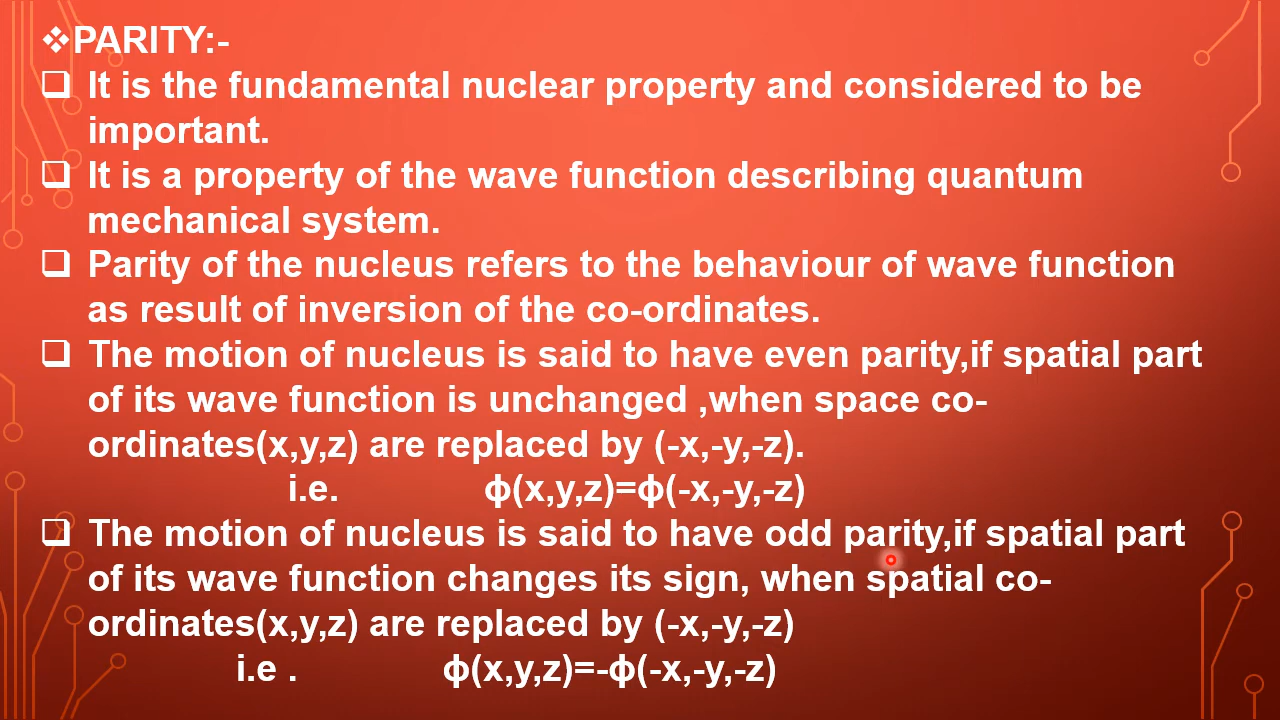 ❖PARITY:-
❑ It is the fundamental nuclear property and considered to be
important.
❑ It is a property of the wave function describing quantum
mechanical system.
❑ Parity of the nucleus refers to the behaviour of wave function
as result of inversion of the co-ordinates.
❑ The motion of nucleus is said to have even parity,if spatial part
of its wave function is unchanged ,when space co-
ordinates(x,y,z) are replaced by (-x,-y,-z).
i.e. ϕ(x,y,z)=ϕ(-x,-y,-z)
❑ The motion of nucleus is said to have odd parity,if spatial part
of its wave function changes its sign, when spatial co-
ordinates(x,y,z) are replaced by (-x,-y,-z)
i.e . ϕ(x,y,z)=-ϕ(-x,-y,-z)